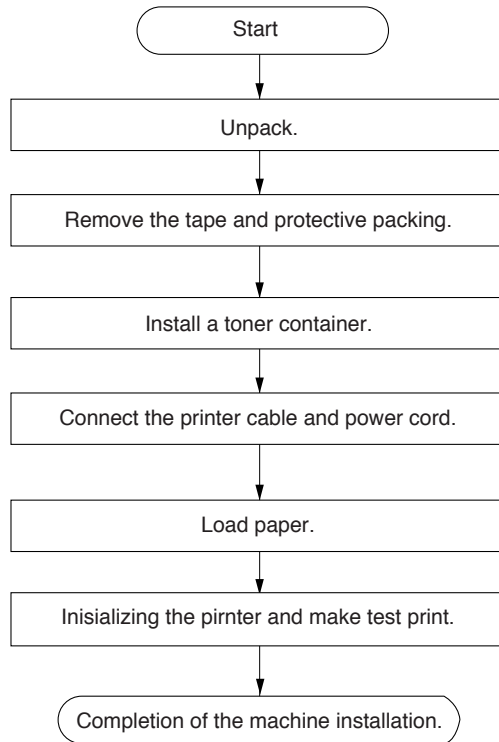 Start
Unpack.
Remove the tape and protective packing.
Install a toner container.
Connect the printer cable and power cord.
Load paper.
Inisializing the pirnter and make test print.
Completion of the machine installation.